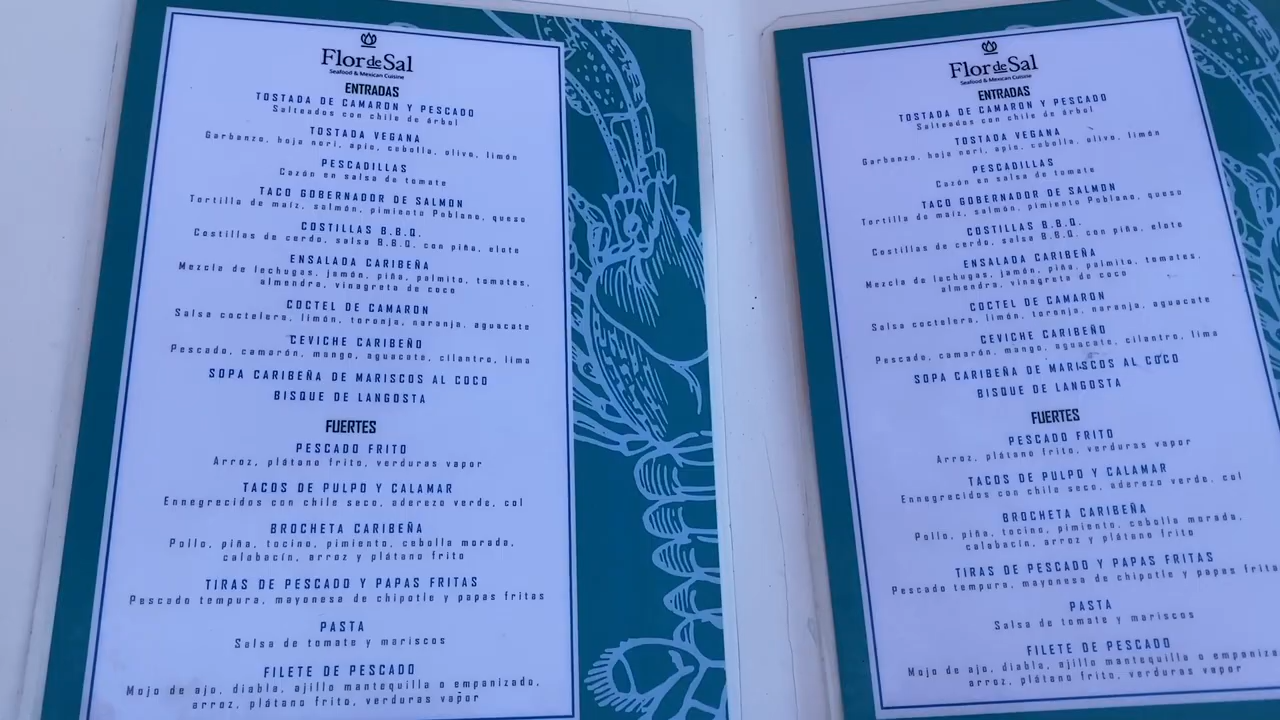 Flor de Sal
Seafood & Mexican Cuisine
ENTRADAS
TOSTADA DE CAMARON Y PESCADO
Salteados con chile de árbol
TOSTADA VEGANA
Garbanzo, hoja nori, apio, cebolla, olivo, limón
PESCADILLAS
Cazón en salsa de tomate
TACO GOBERNADOR DE SALMON
Tortilla de maíz, salmón, pimiento Poblano, queso
COSTILLAS B.B.Q.
Costillas de cerdo, salsa B.B.Q. con piña, elote
ENSALADA CARIBEÑA
Mezcla de lechugas, jamón, piña, palmito, tomates,
almendra, vinagreta de coco
COCTEL DE CAMARON
Salsa coctelera, limón, toronja, naranja, aguacate
CEVICHE CARIBEÑO
Pescado, camarón, mango, aguacate, cilantro, lima
SOPA CARIBEÑA DE MARISCOS AL COCO
BISQUE DE LANGOSTA
FUERTES
PESCADO FRITO
Arroz, plátano frito, verduras vapor
TACOS DE PULPO Y CALAMAR
Ennegrecidos con chile seco, aderezo verde, col
BROCHETA CARIBEÑA
Pollo, piña, tocino, pimiento, cebolla morada,
calabacín, arroz y plátano frito
TIRAS DE PESCADO Y PAPAS FRITAS
Pescado tempura, mayonesa de chipotle y papas fritas
PASTA
Salsa de tomate y mariscos
FILETE DE PESCADO
Mojo de ajo, diabla, ajillo mantequilla o empanizado,
arroz, plátano frito, verduras vapor
Flor de Sal
Seafood & Mexican Cuisine
ENTRADAS
TOSTADA DE CAMARON Y PESCADO
Salteados con chile de árbol
TOSTADA VEGANA
Garbanzo, hoja nori, apio, cebolla, olivo, limón
PESCADILLAS
Cazón en salsa de tomate
TACO GOBERNADOR DE SALMON
Tortilla de maíz, salmón, pimiento Poblano, queso
COSTILLAS B.B.Q.
Costillas de cerdo, salsa B.B.Q. con piña, elote
ENSALADA CARIBEÑA
Mezcla de lechugas, jamón, piña, palmito, tomates,
almendra, vinagreta de coco
COCTEL DE CAMARON
Salsa coctelera, limón, toronja, naranja, aguacate
CEVICHE CARIBEÑO
Pescado, camarón, mango, aguacate, cilantro, lima
SOPA CARIBEÑA DE MARISCOS AL COCO
BISQUE DE LANGOSTA
FUERTES
PESCADO FRITO
Arroz, plátano frito, verduras vapor
TACOS DE PULPO Y CALAMAR
Ennegrecidos con chile seco, aderezo verde, col
BROCHETA CARIBEÑA
Pollo, piña, tocino, pimiento, cebolla morada,
calabacín, arroz y plátano frito
TIRAS DE PESCADO Y PAPAS FRITAS
Pescado tempura, mayonesa de chipotle y papas fritas
PASTA
Salsa de tomate y mariscos
FILETE DE PESCADO
Mojo de ajo, diabla, ajillo mantequilla o empaniza
arroz, plátano frito, verduras vapor